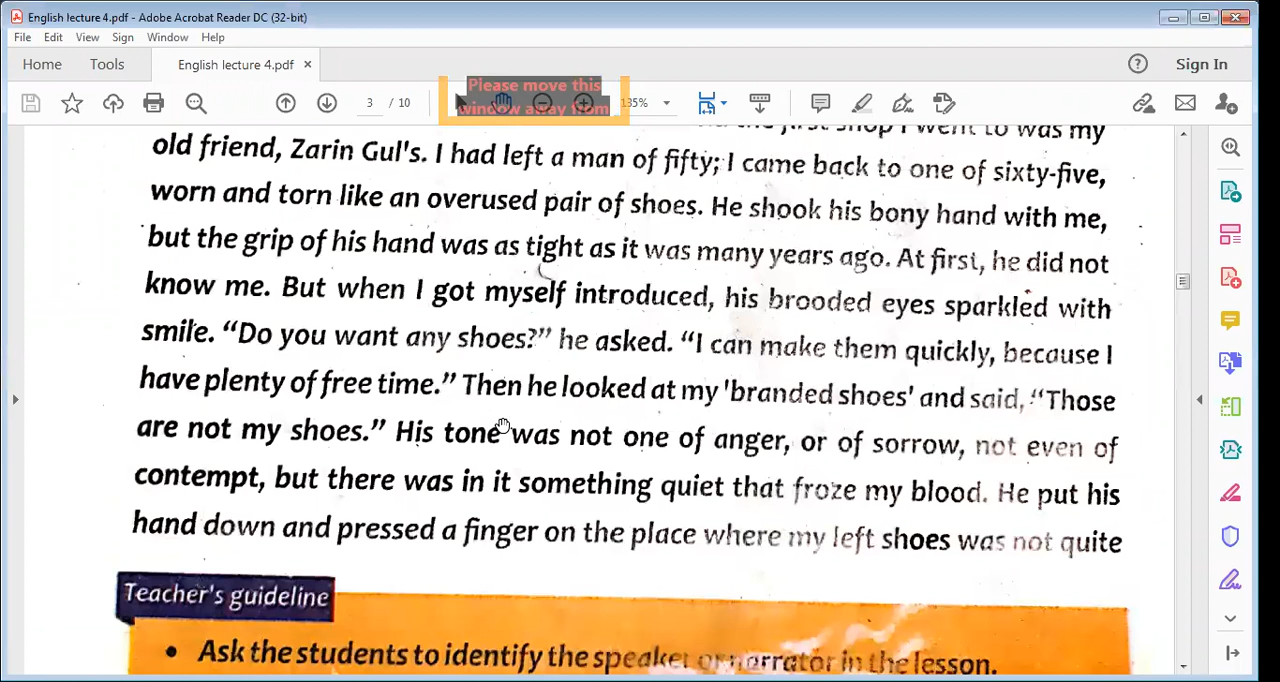 English lecture 4.pdf - Adobe Acrobat Reader DC (32-bit)
File Edit View Sign Window Help
Home Tools English lecture 4.pdf × Sign In
3 / 10 135%
Please move this
window away from
the first shop I went to was my
old friend, Zarin Gul's. I had left a man of fifty; I came back to one of sixty-five,
worn and torn like an overused pair of shoes. He shook his bony hand with me,
but the grip of his hand was as tight as it was many years ago. At first, he did not
know me. But when I got myself introduced, his brooded eyes sparkled with
smile. “Do you want any shoes?” he asked. “I can make them quickly, because I
have plenty of free time.” Then he looked at my 'branded shoes' and said, “Those
are not my shoes.” His tone was not one of anger, or of sorrow, not even of
contempt, but there was in it something quiet that froze my blood. He put his
hand down and pressed a finger on the place where my left shoes was not quite
Teacher's guideline
• Ask the students to identify the speaker or narrator in the lesson.